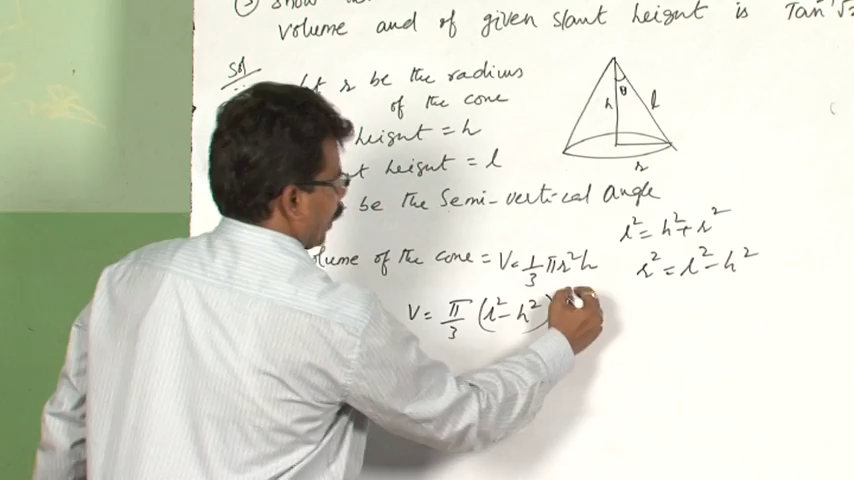 volume and of given slant height is Tan⁻¹√
Sol
r be the radius
of the cone
height = h
height = l
be the Semi-vertical angle
of the cone = V = 1/3 πr²h
V = π/3 (l² - h²)
h θ l
r
l² = h² + r²
r² = l² - h²